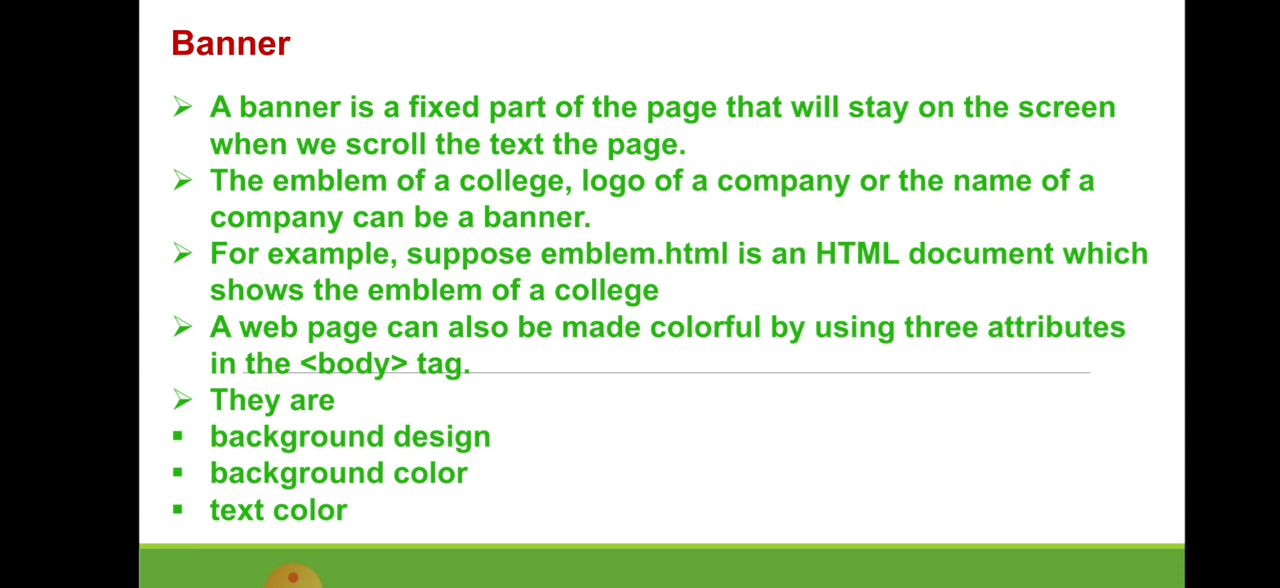 Banner
➢ A banner is a fixed part of the page that will stay on the screen
when we scroll the text the page.
➢ The emblem of a college, logo of a company or the name of a
company can be a banner.
➢ For example, suppose emblem.html is an HTML document which
shows the emblem of a college
➢ A web page can also be made colorful by using three attributes
in the <body> tag.
➢ They are
▪ background design
▪ background color
▪ text color